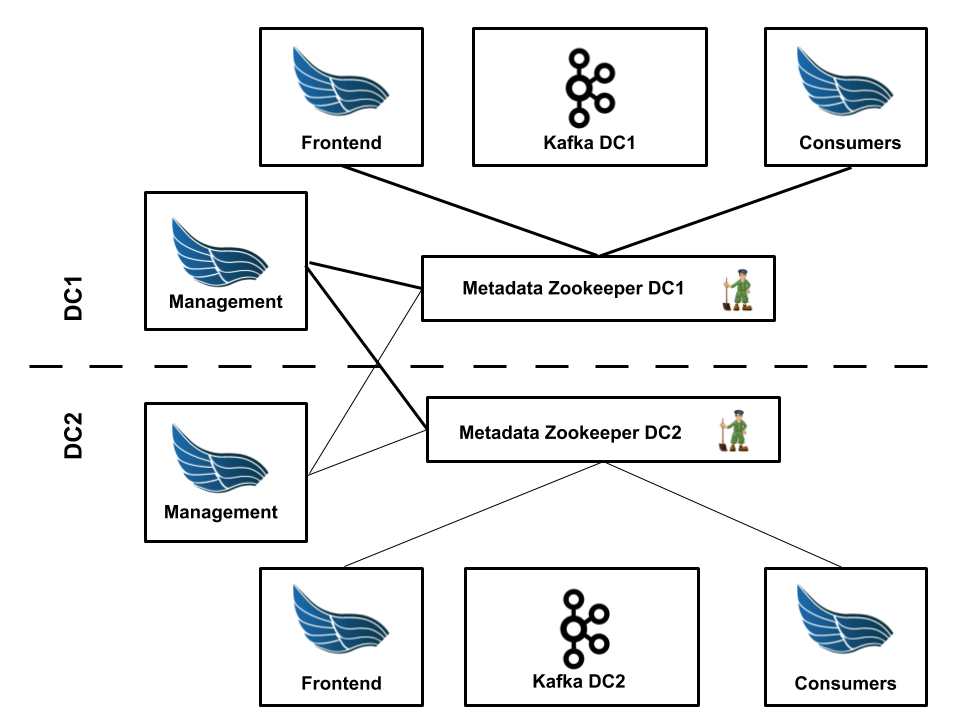 Frontend
Kafka DC1
Consumers
Management
Metadata Zookeeper DC1
DC1
DC2
Metadata Zookeeper DC2
Management
Frontend
Kafka DC2
Consumers